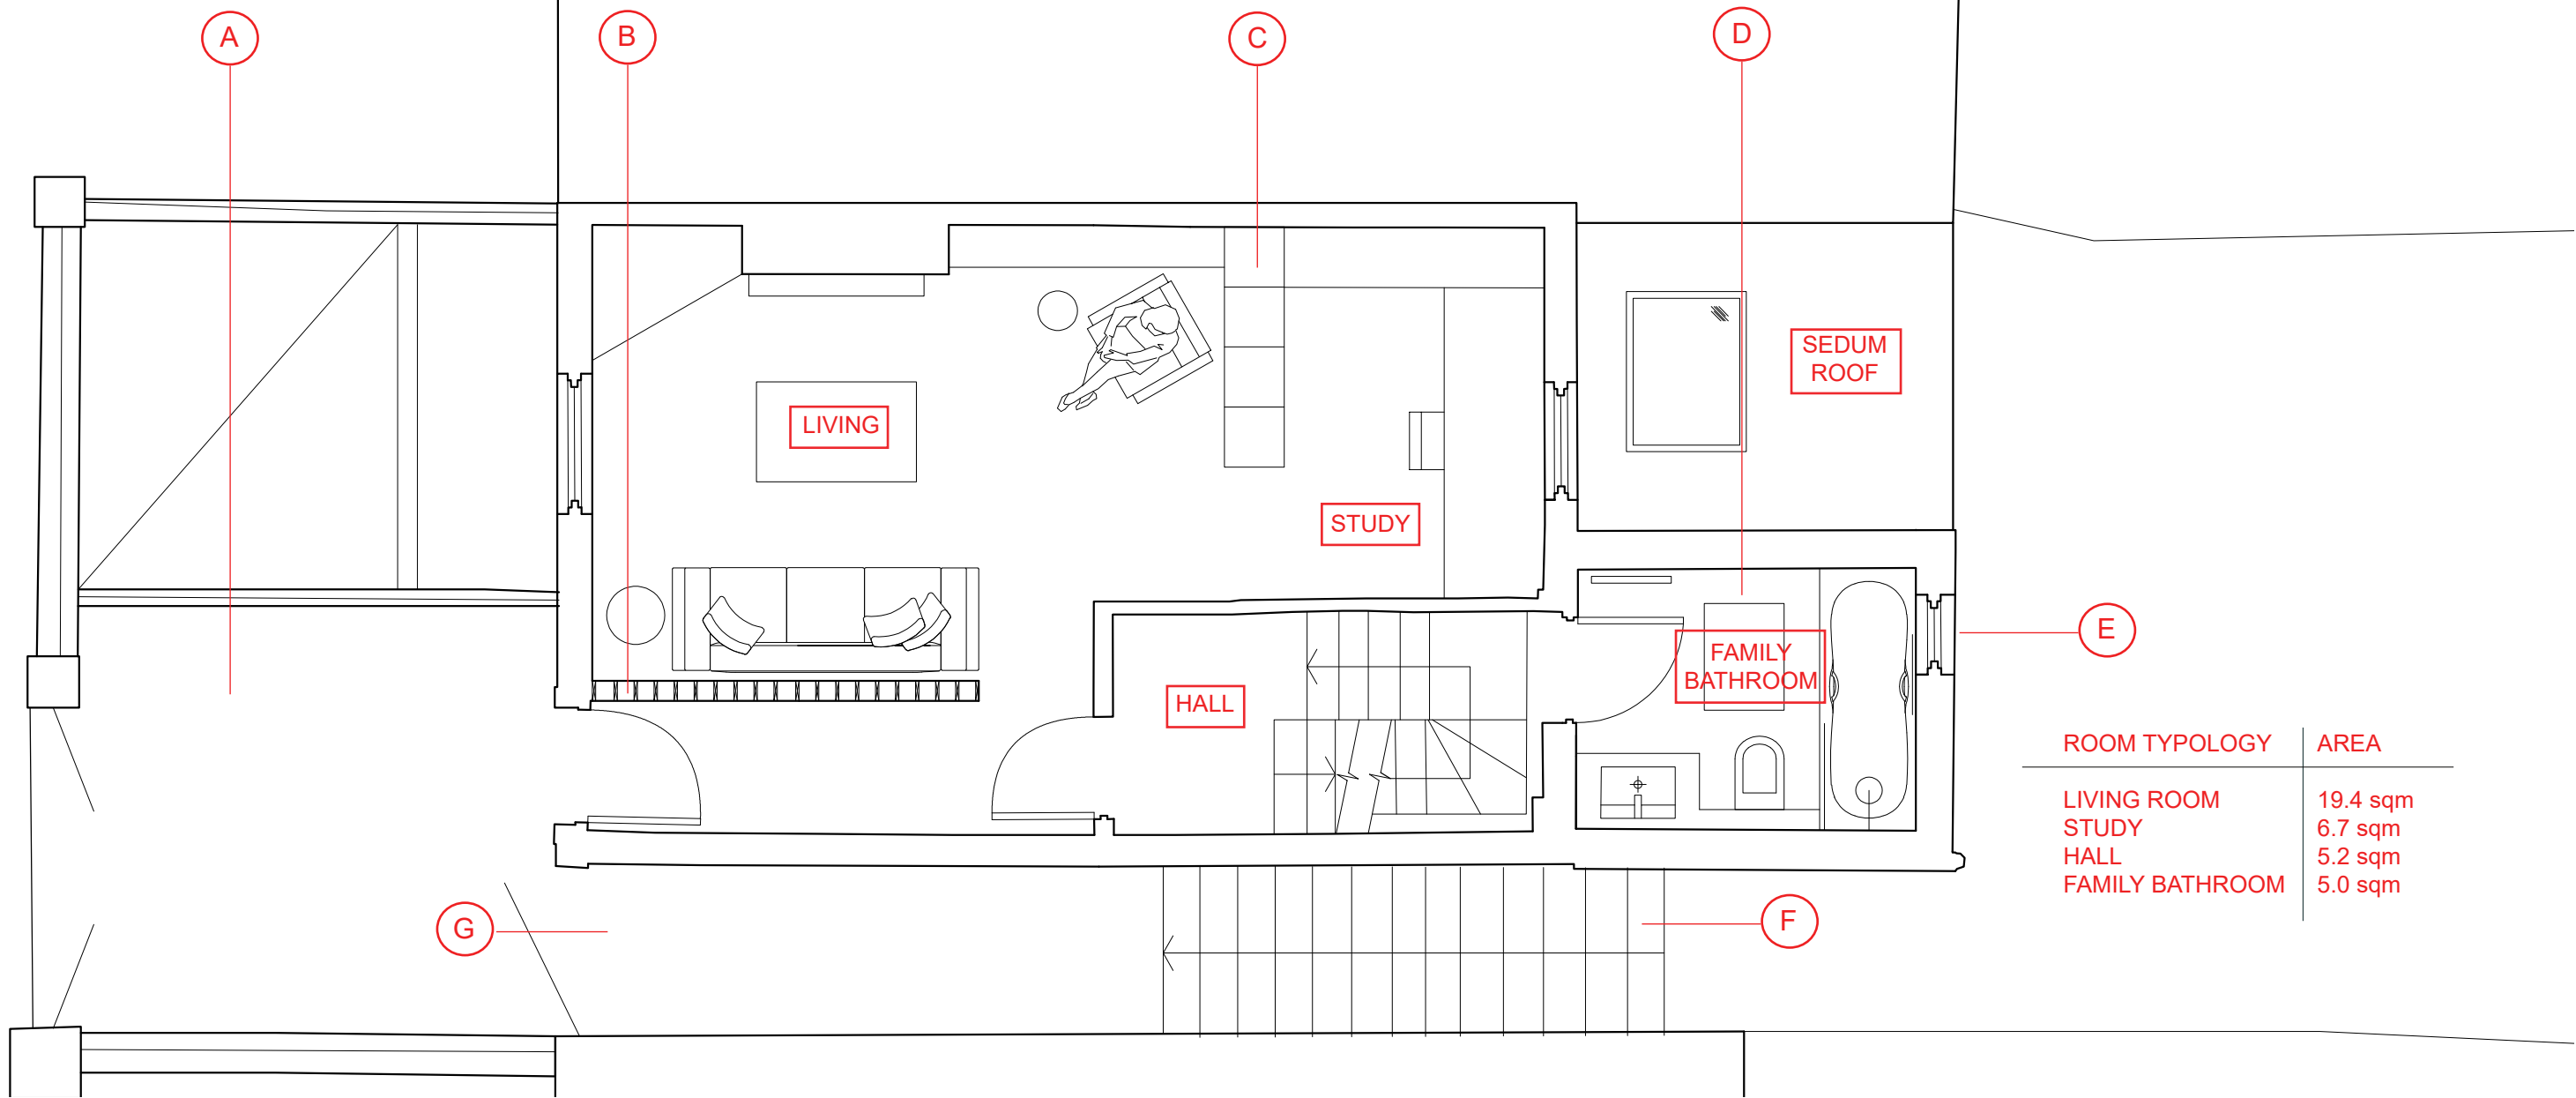 A
B
C
D
SEDUM
ROOF
LIVING
STUDY
E
FAMILY
BATHROOM
HALL
ROOM TYPOLOGY AREA
LIVING ROOM 19.4 sqm
STUDY 6.7 sqm
HALL 5.2 sqm
FAMILY BATHROOM 5.0 sqm
F
G